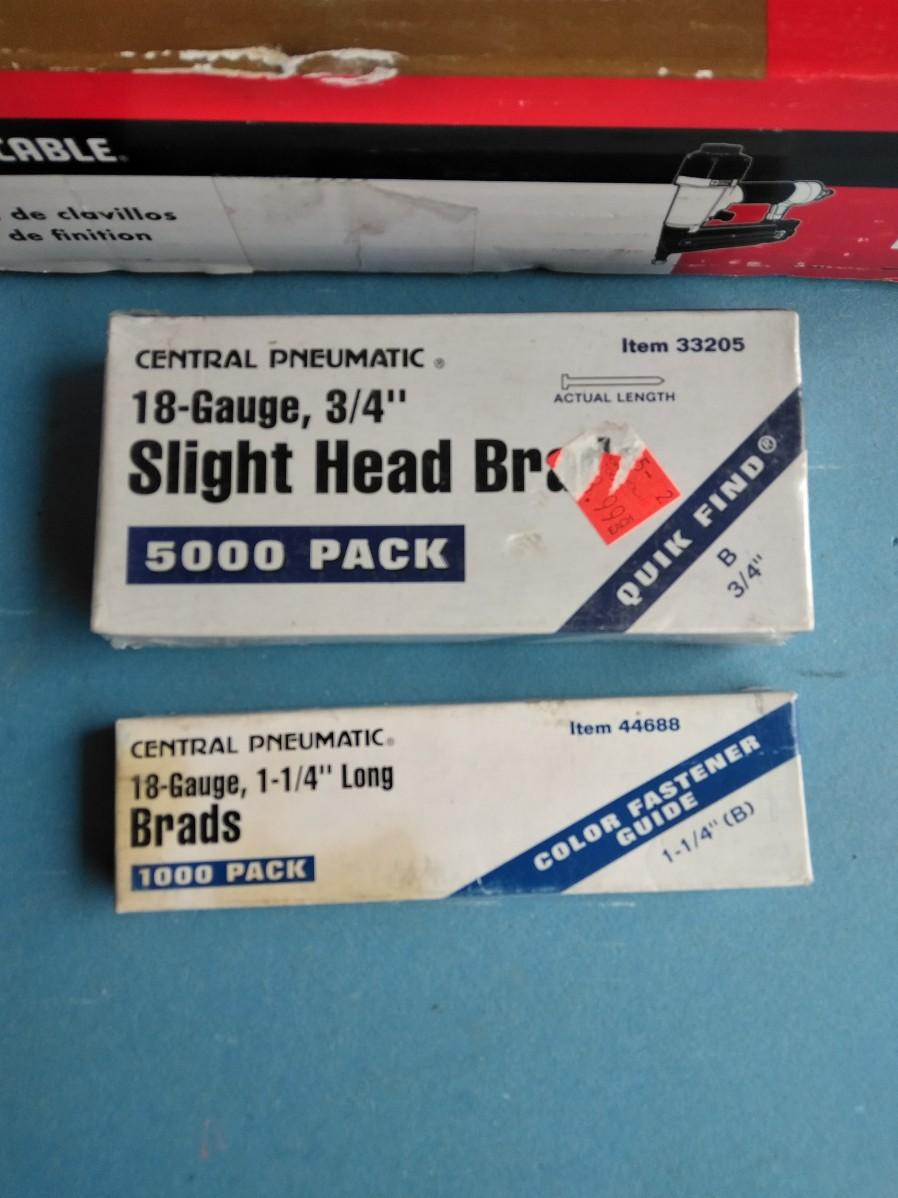 CABLE
de clavillos
de finition
CENTRAL PNEUMATIC®
Item 33205
18-Gauge, 3/4"
ACTUAL LENGTH
Slight Head
5000 PACK
.99
EACH
QUIK FIND®
B
3/4"
CENTRAL PNEUMATIC®
Item 44688
18-Gauge, 1-1/4" Long
Brads
1000 PACK
COLOR FASTENER
GUIDE
1-1/4" (B)